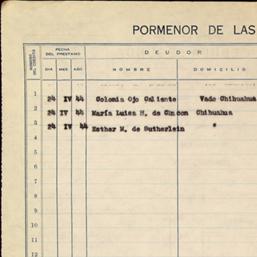 PORMENOR DE LAS
NUMERO DEL CREDITO
FECHA DEL PRESTAMO
DEUDOR
DIA MES AÑO NOMBRE DOMICILIO
1 24 IV 44 Colonia Ojo Caliente Vado Chihuahua
2 24 IV 44 María Luisa H. de Chacon Chihuahua
3 24 IV 44 Esther M. de Sutherlein "
4
5
6
7
8
9
10
11
12